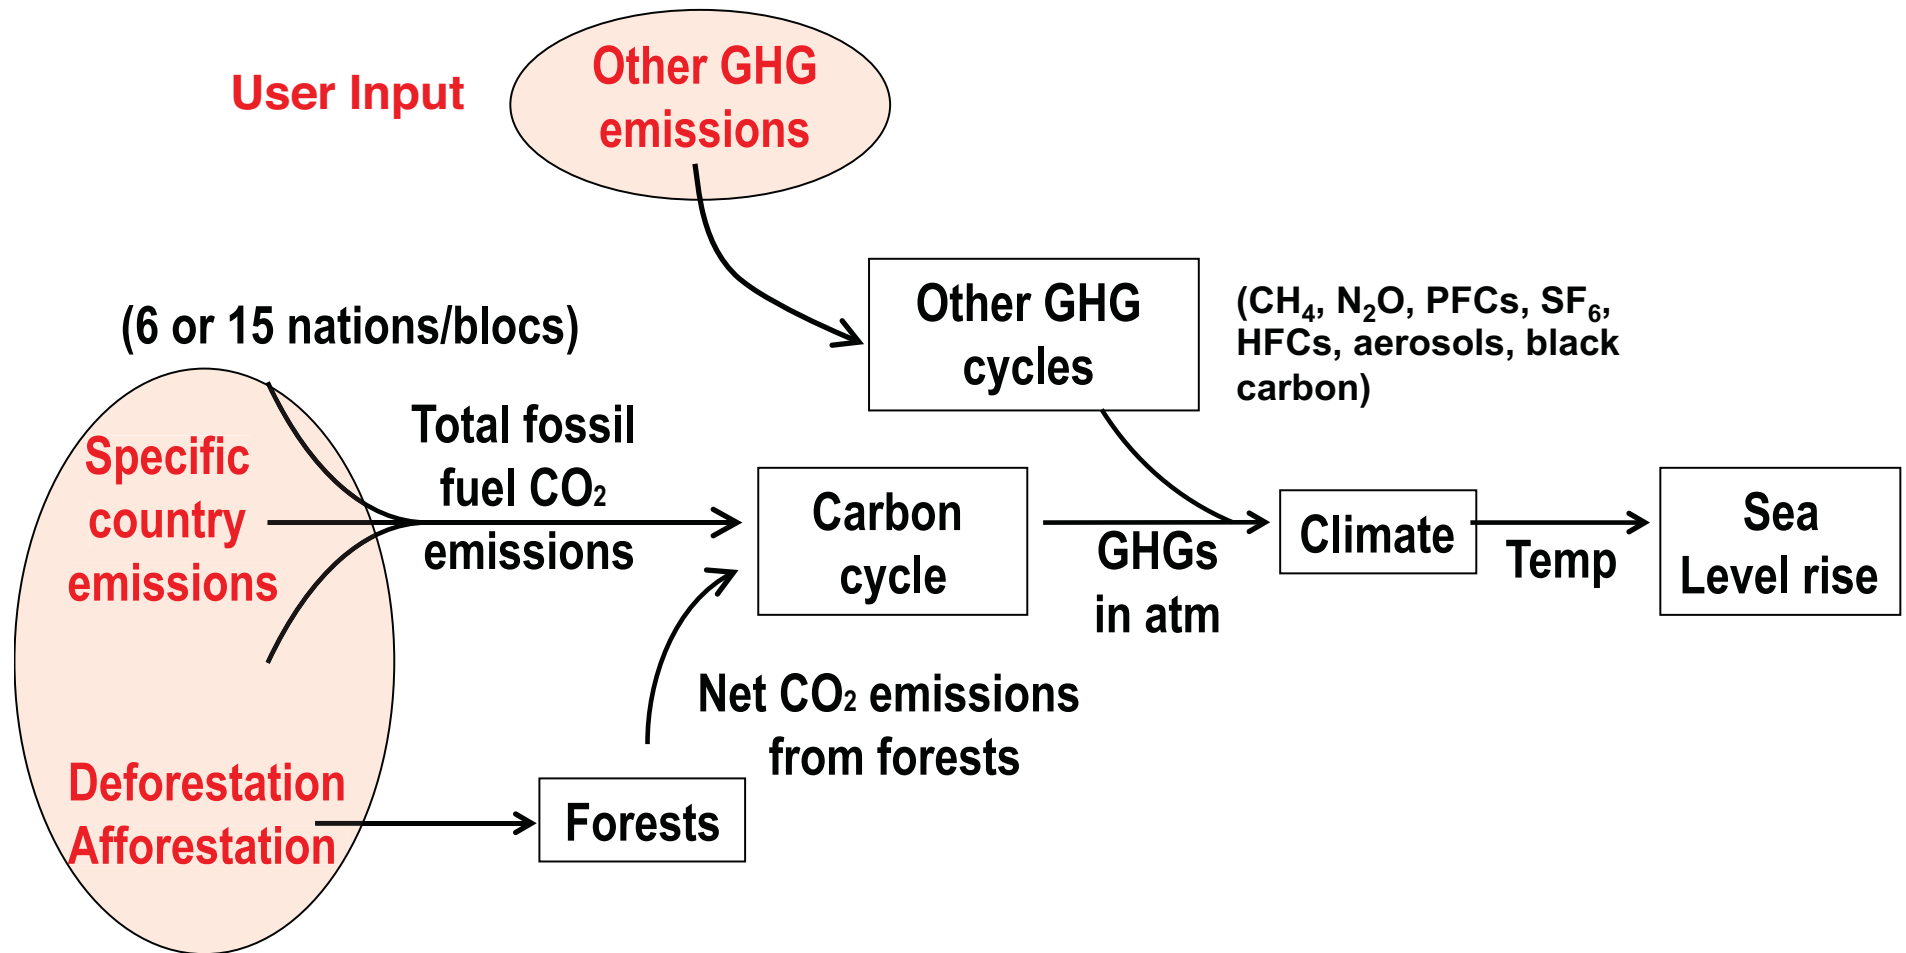 User Input
Other GHG
emissions
(6 or 15 nations/blocs)
Other GHG
cycles
(CH₄, N₂O, PFCs, SF₆,
HFCs, aerosols, black
carbon)
Specific
country
emissions
Total fossil
fuel CO₂
emissions
Carbon
cycle
GHGs
in atm
Climate
Temp
Sea
Level rise
Net CO₂ emissions
from forests
Deforestation
Afforestation
Forests